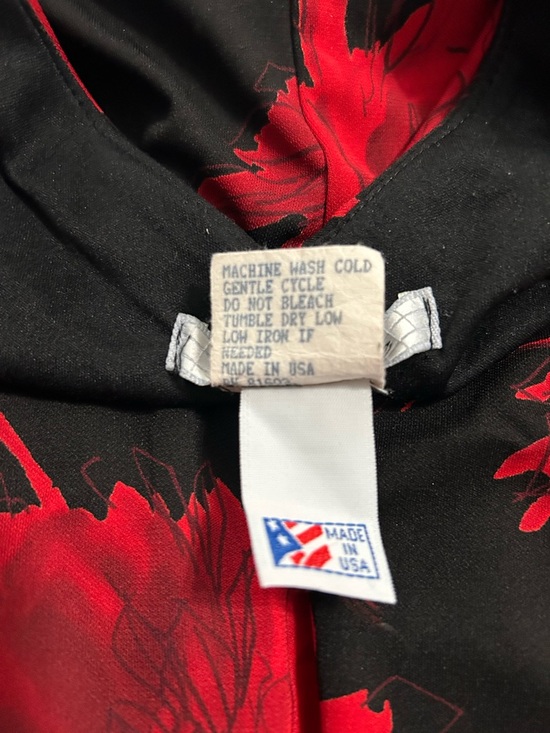 MACHINE WASH COLD
GENTLE CYCLE
DO NOT BLEACH
TUMBLE DRY LOW
LOW IRON IF
NEEDED
MADE IN USA
MADE
IN
USA